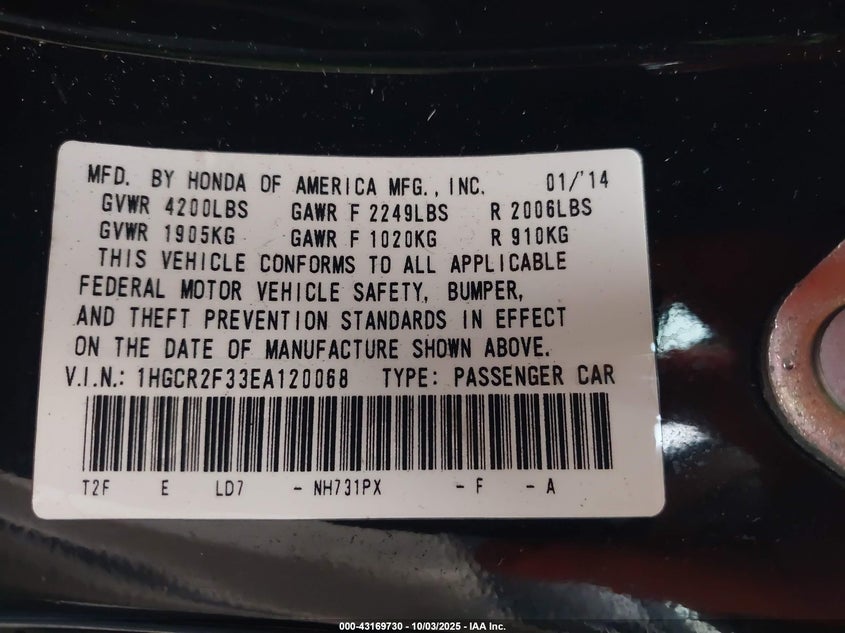 MFD. BY HONDA OF AMERICA MFG., INC. 01/'14
GVWR 4200LBS GAWR F 2249LBS R 2006LBS
GVWR 1905KG GAWR F 1020KG R 910KG
THIS VEHICLE CONFORMS TO ALL APPLICABLE
FEDERAL MOTOR VEHICLE SAFETY, BUMPER,
AND THEFT PREVENTION STANDARDS IN EFFECT
ON THE DATE OF MANUFACTURE SHOWN ABOVE.
V.I.N.: 1HGCR2F33EA120068 TYPE: PASSENGER CAR
T2F E LD7 - NH731PX - F - A
000-43169730 - 10/03/2025 - IAA Inc.